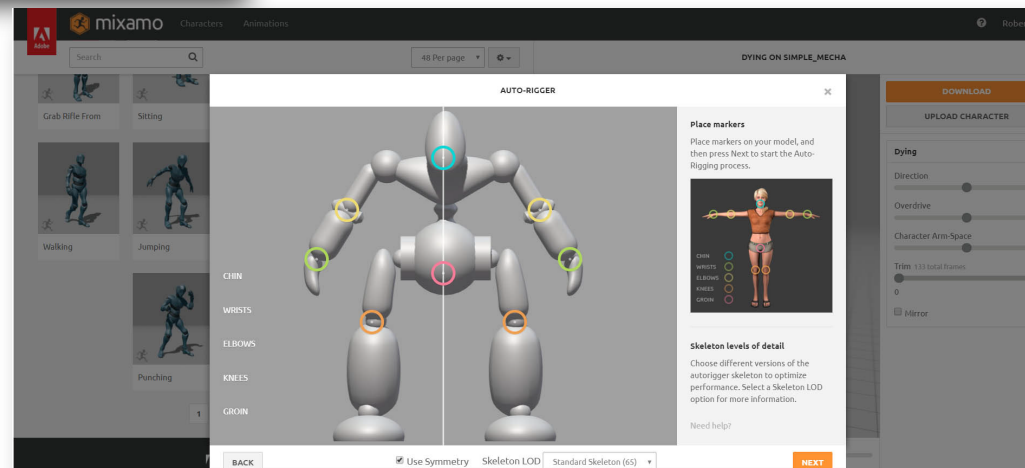 Adobe
mixamo
Characters
Animations
Search
48 Per page
DYING ON SIMPLE_MECHA
Grab Rifle From
Sitting
Walking
Jumping
Punching
1
AUTO-RIGGER
CHIN
WRISTS
ELBOWS
KNEES
GROIN
Place markers
Place markers on your model, and
then press Next to start the Auto-
Rigging process.
CHIN
WRISTS
ELBOWS
KNEES
GROIN
Skeleton levels of detail
Choose different versions of the
autorigger skeleton to optimize
performance. Select a Skeleton LOD
option for more information.
Need help?
BACK
Use Symmetry
Skeleton LOD
Standard Skeleton (65)
NEXT
DOWNLOAD
UPLOAD CHARACTER
Dying
Direction
Overdrive
Character Arm-Space
Trim 133 total frames
0
Mirror